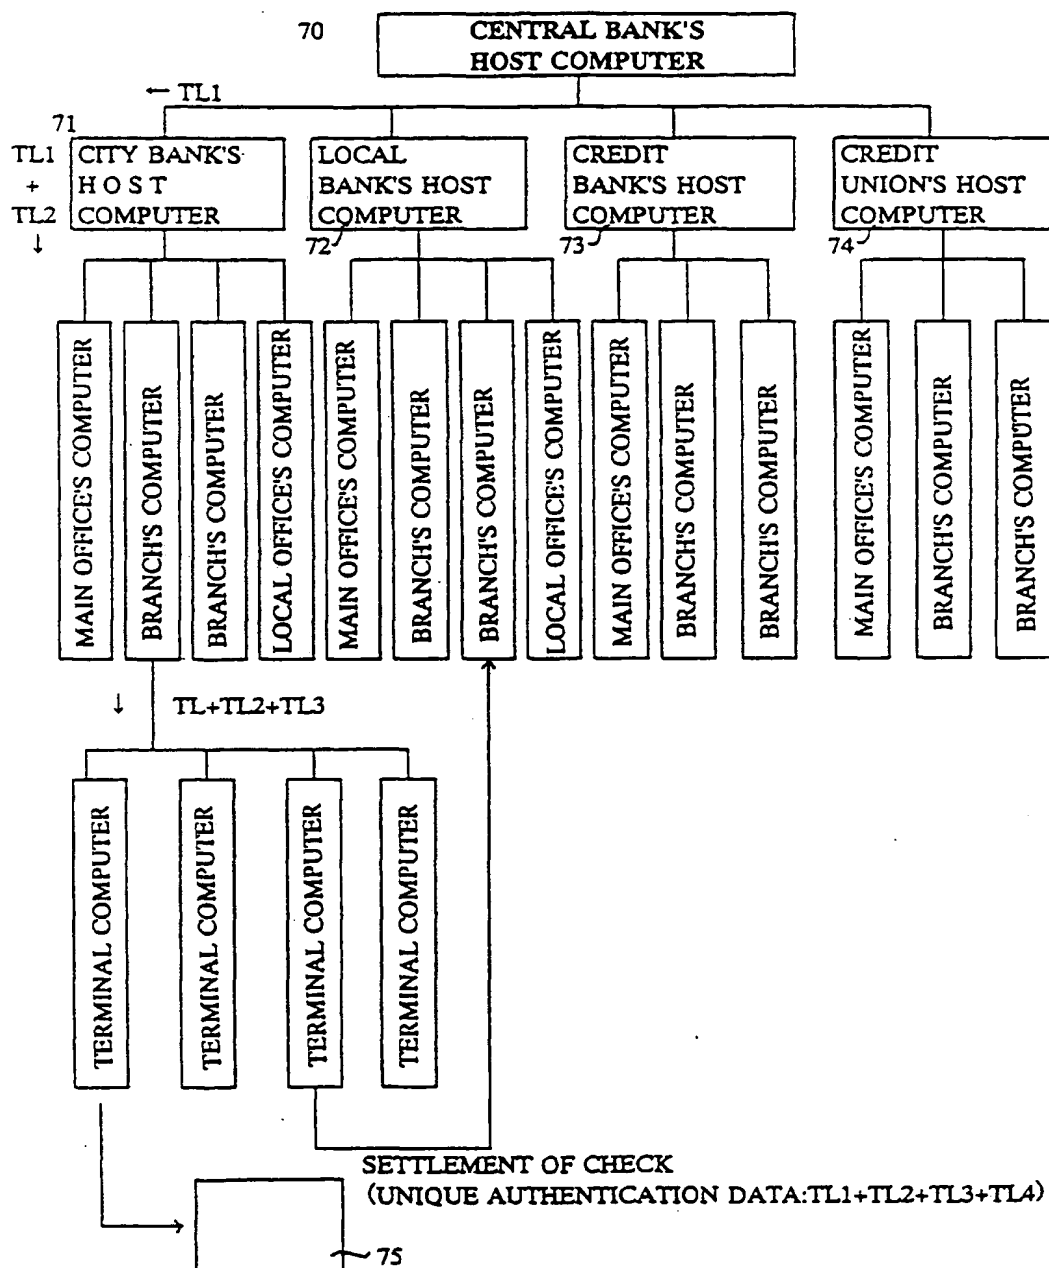 70
CENTRAL BANK'S
HOST COMPUTER
← TL1
71
TL1
+
TL2
↓
CITY BANK'S
HOST
COMPUTER
LOCAL
BANK'S HOST
COMPUTER
72
CREDIT
BANK'S HOST
COMPUTER
73
CREDIT
UNION'S HOST
COMPUTER
74
MAIN OFFICE'S COMPUTER
BRANCH'S COMPUTER
BRANCH'S COMPUTER
LOCAL OFFICE'S COMPUTER
MAIN OFFICE'S COMPUTER
BRANCH'S COMPUTER
BRANCH'S COMPUTER
LOCAL OFFICE'S COMPUTER
MAIN OFFICE'S COMPUTER
BRANCH'S COMPUTER
BRANCH'S COMPUTER
MAIN OFFICE'S COMPUTER
BRANCH'S COMPUTER
BRANCH'S COMPUTER
↓ TL+TL2+TL3
TERMINAL COMPUTER
TERMINAL COMPUTER
TERMINAL COMPUTER
TERMINAL COMPUTER
SETTLEMENT OF CHECK
(UNIQUE AUTHENTICATION DATA:TL1+TL2+TL3+TL4)
75